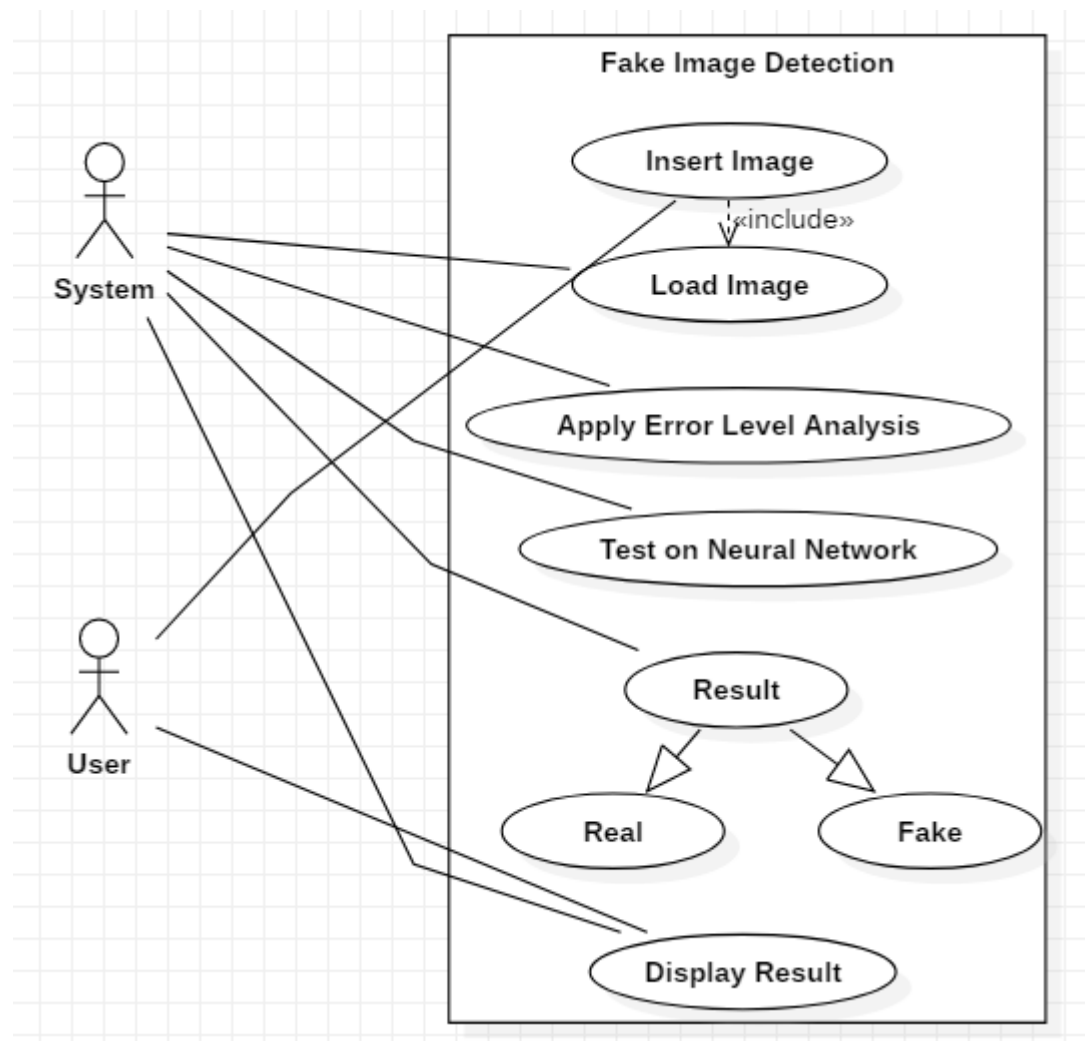 Fake Image Detection
Insert Image
«include»
Load Image
System
Apply Error Level Analysis
Test on Neural Network
User
Result
Real
Fake
Display Result